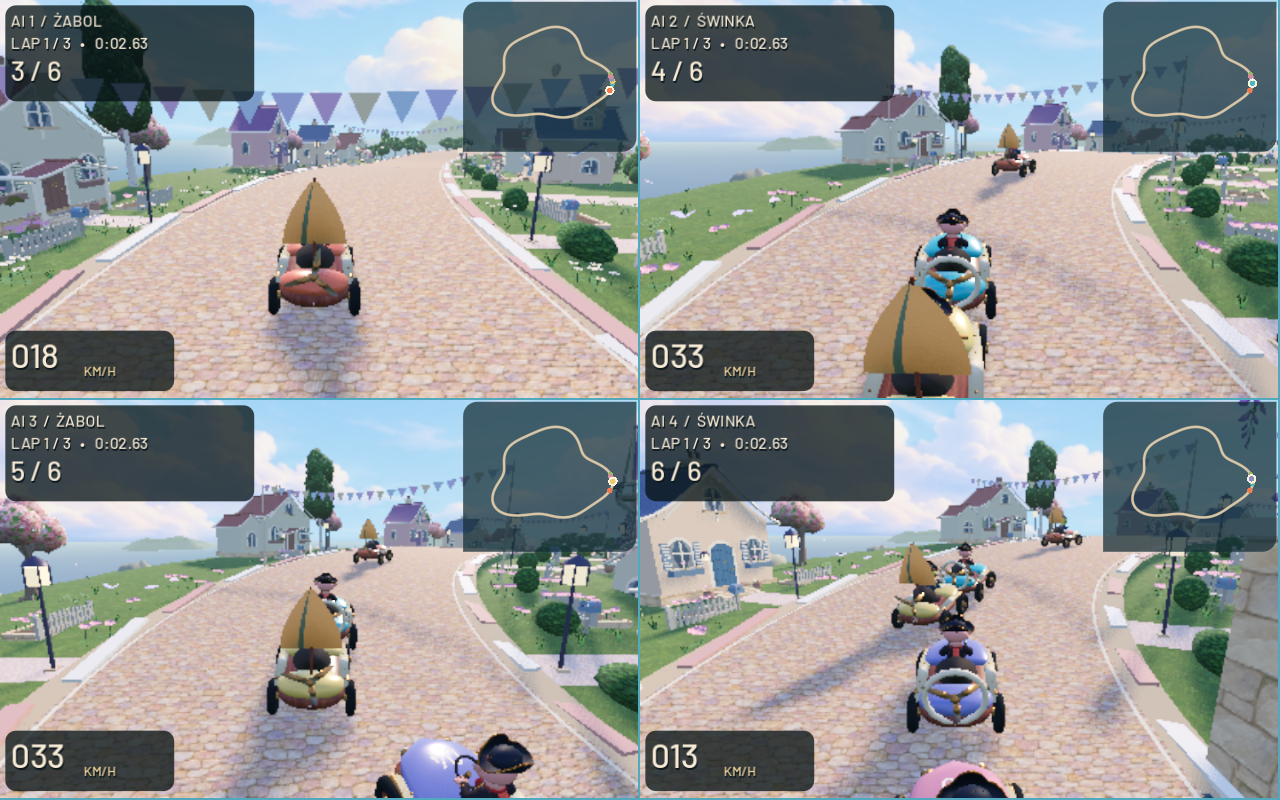 AI 1 / ŻABOL
LAP 1 / 3 • 0:02.63
3 / 6
018 KM/H
AI 2 / ŚWINKA
LAP 1 / 3 • 0:02.63
4 / 6
033 KM/H
AI 3 / ŻABOL
LAP 1 / 3 • 0:02.63
5 / 6
033 KM/H
AI 4 / ŚWINKA
LAP 1 / 3 • 0:02.63
6 / 6
013 KM/H